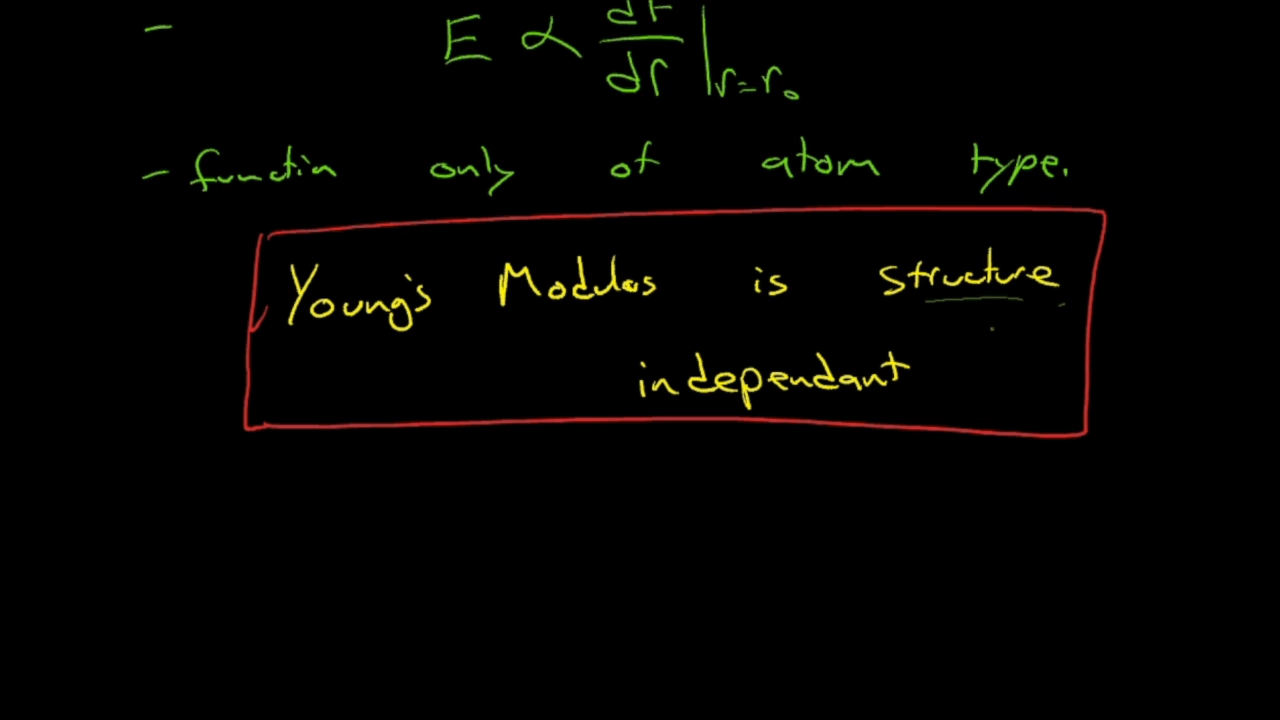 - E ∝ dF/dr |r=r₀
- function only of atom type.
Young's Modulus is structure
independant